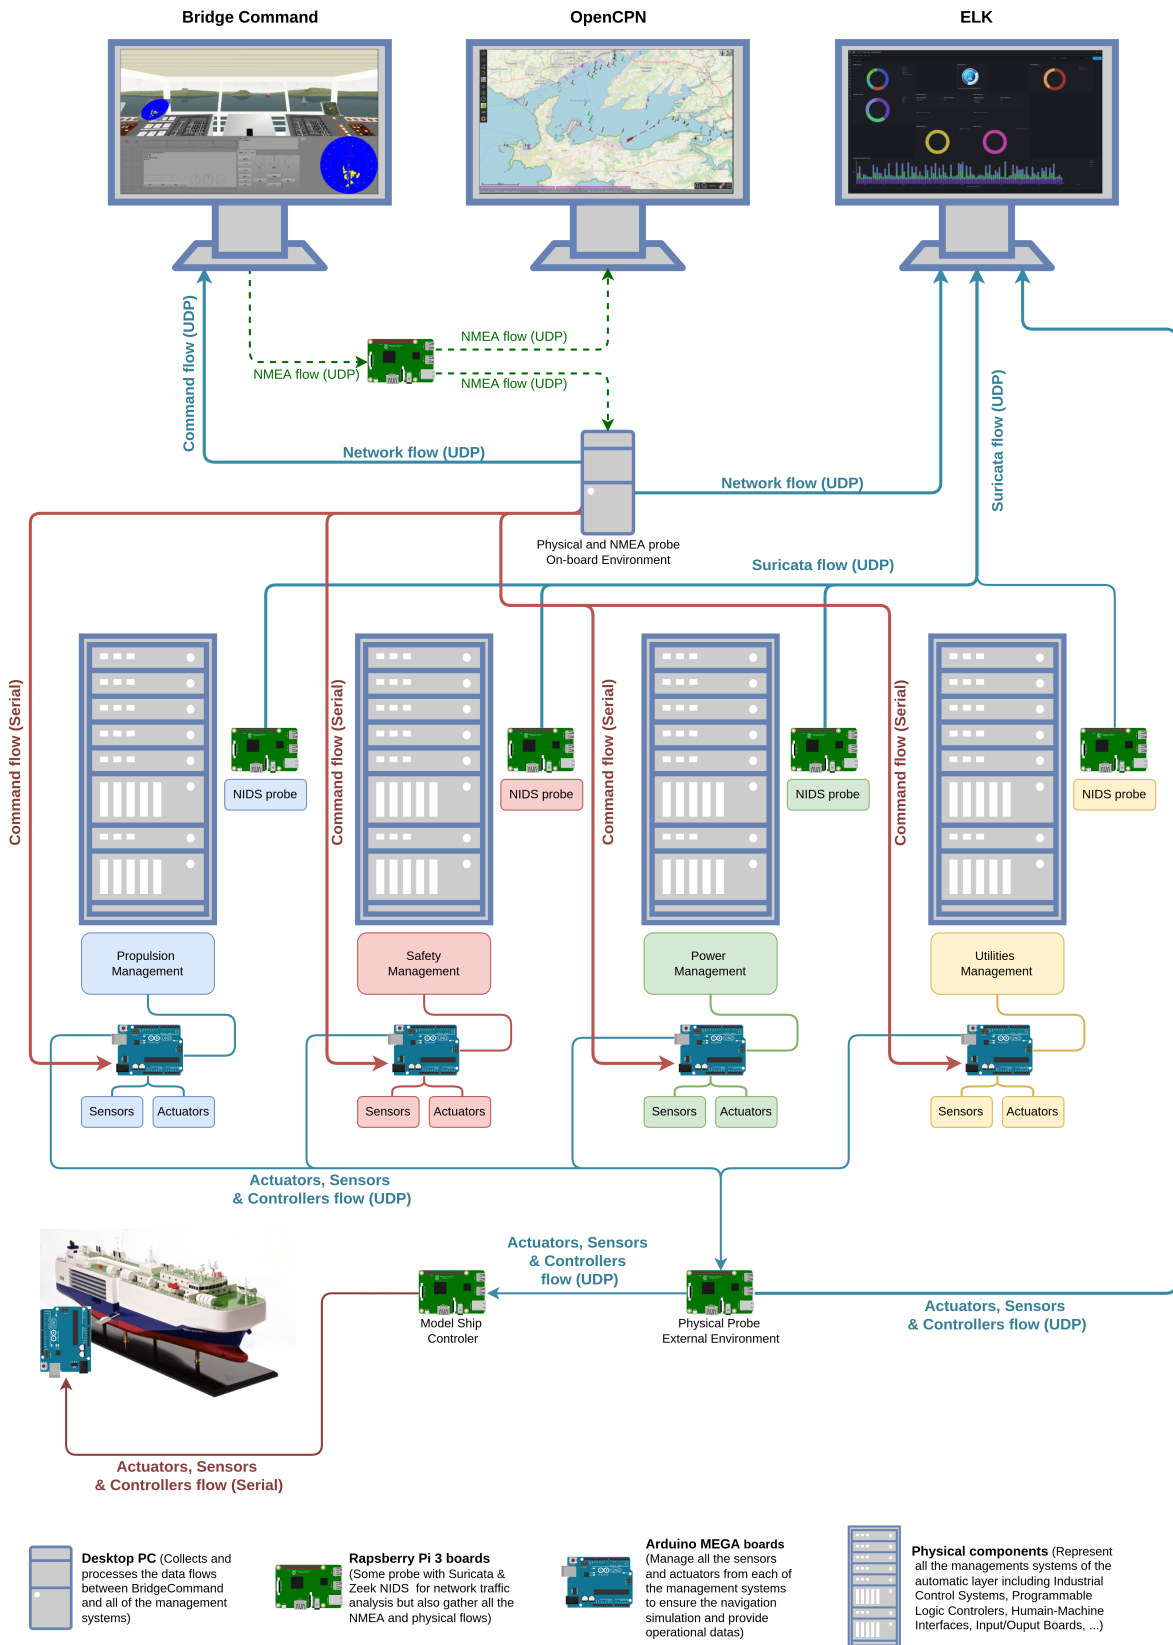 Bridge Command
OpenCPN
ELK
Command flow (UDP)
NMEA flow (UDP)
NMEA flow (UDP)
NMEA flow (UDP)
Suricata flow (UDP)
Network flow (UDP)
Network flow (UDP)
Physical and NMEA probe
On-board Environment
Suricata flow (UDP)
Command flow (Serial)
Command flow (Serial)
Command flow (Serial)
Command flow (Serial)
NIDS probe
NIDS probe
NIDS probe
NIDS probe
Propulsion
Management
Safety
Management
Power
Management
Utilities
Management
Sensors
Actuators
Sensors
Actuators
Sensors
Actuators
Sensors
Actuators
Actuators, Sensors
& Controllers flow (UDP)
Actuators, Sensors
& Controllers
flow (UDP)
Model Ship
Controler
Physical Probe
External Environment
Actuators, Sensors
& Controllers flow (UDP)
Actuators, Sensors
& Controllers flow (Serial)
Desktop PC (Collects and
processes the data flows
between BridgeCommand
and all of the management
systems)
Rapsberry Pi 3 boards
(Some probe with Suricata &
Zeek NIDS for network traffic
analysis but also gather all the
NMEA and physical flows)
Arduino MEGA boards
(Manage all the sensors
and actuators from each of
the management systems
to ensure the navigation
simulation and provide
operational datas)
Physical components (Represent
all the managements systems of the
automatic layer including Industrial
Control Systems, Programmable
Logic Controlers, Humain-Machine
Interfaces, Input/Ouput Boards, ...)